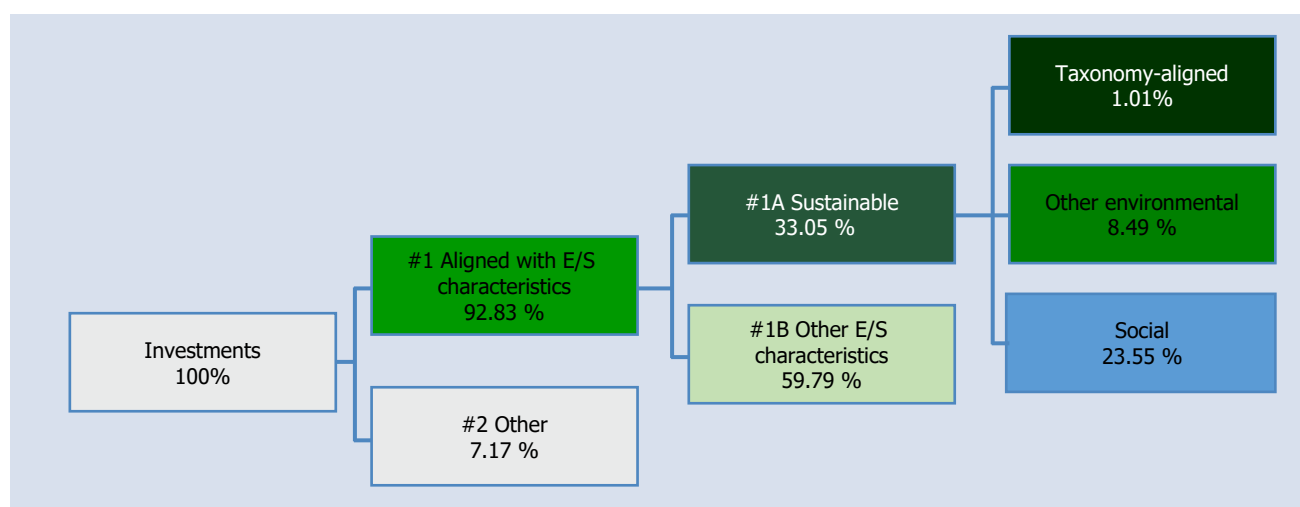 Investments
100%
#1 Aligned with E/S
characteristics
92.83 %
#2 Other
7.17 %
#1A Sustainable
33.05 %
#1B Other E/S
characteristics
59.79 %
Taxonomy-aligned
1.01%
Other environmental
8.49 %
Social
23.55 %